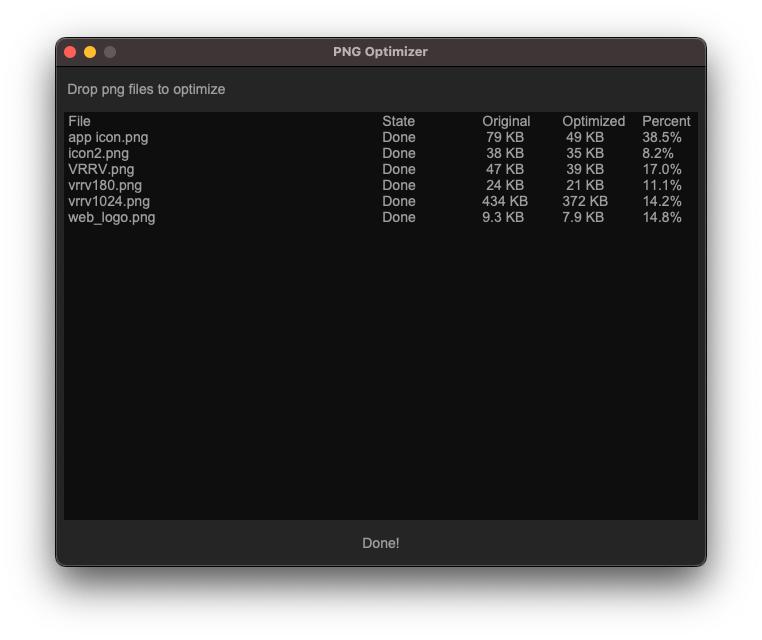 PNG Optimizer
Drop png files to optimize
File State Original Optimized Percent
app icon.png Done 79 KB 49 KB 38.5%
icon2.png Done 38 KB 35 KB 8.2%
VRRV.png Done 47 KB 39 KB 17.0%
vrrv180.png Done 24 KB 21 KB 11.1%
vrrv1024.png Done 434 KB 372 KB 14.2%
web_logo.png Done 9.3 KB 7.9 KB 14.8%
Done!